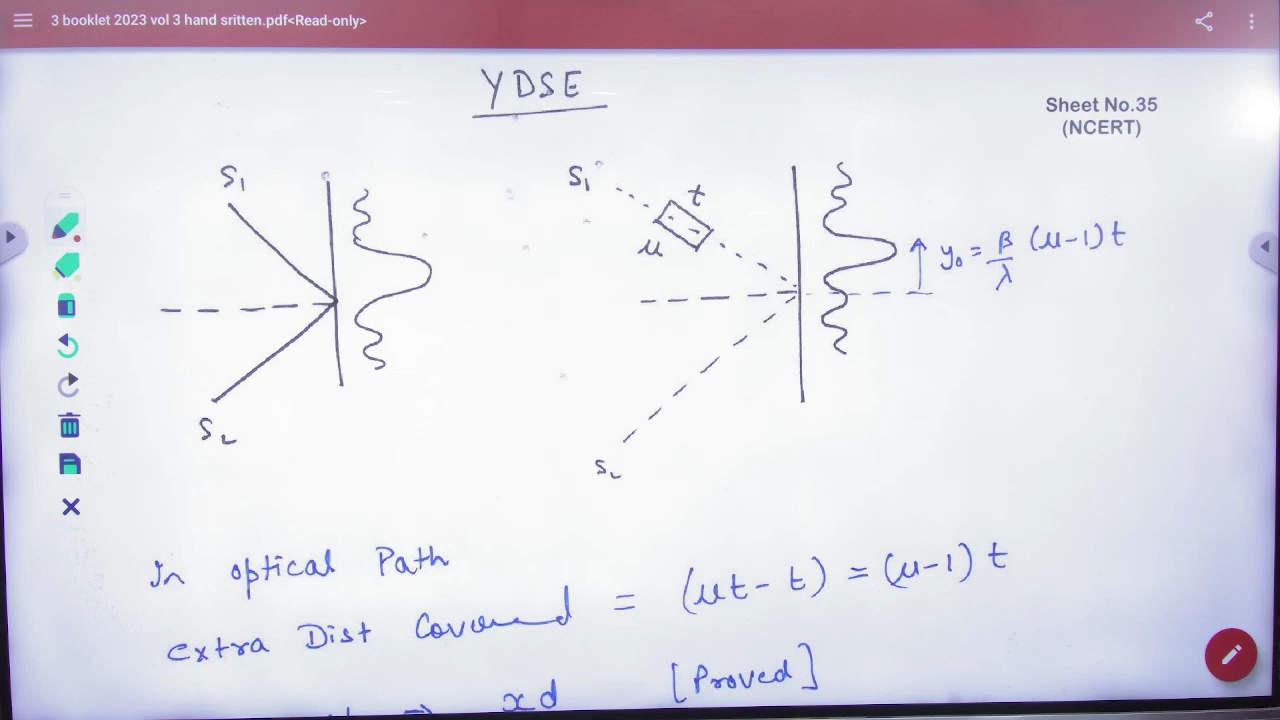 3 booklet 2023 vol 3 hand sritten.pdf<Read-only>
YDSE
Sheet No.35
(NCERT)
S₁
S₂
S₁
t
μ
S₂
y₀ = β/λ (μ-1) t
In optical Path
extra Dist Covered = (μt - t) = (μ-1) t
xd [Proved]